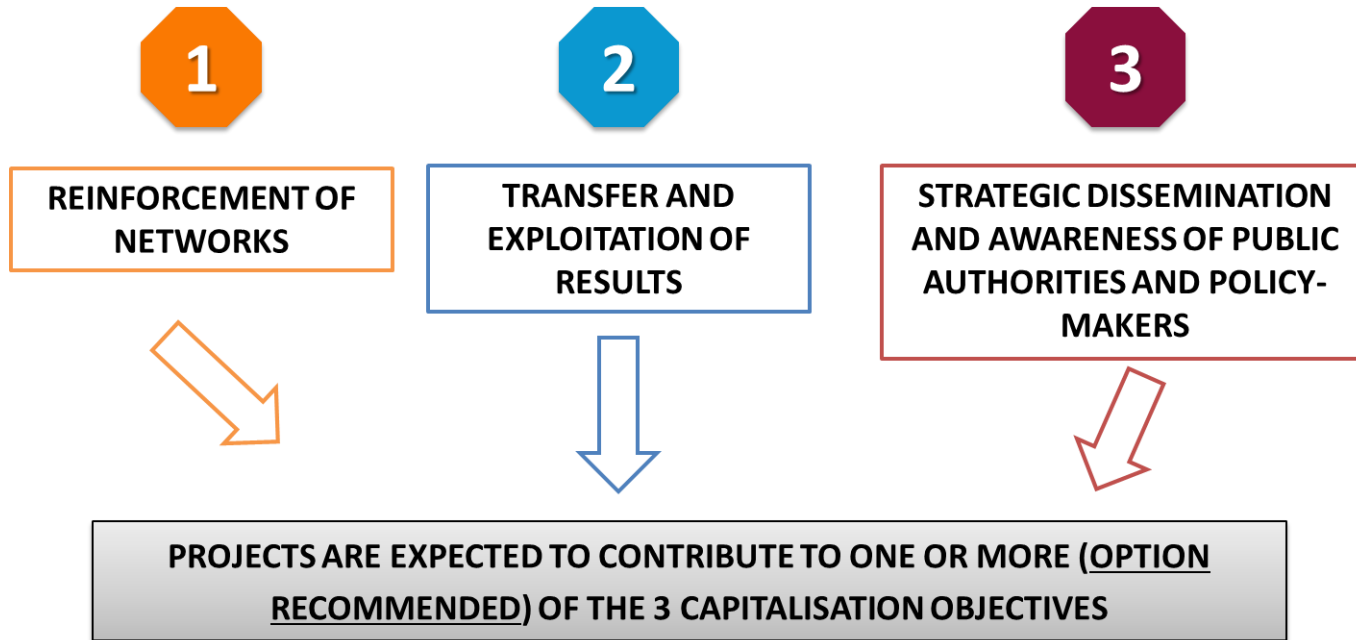 1
REINFORCEMENT OF
NETWORKS
2
TRANSFER AND
EXPLOITATION OF
RESULTS
3
STRATEGIC DISSEMINATION
AND AWARENESS OF PUBLIC
AUTHORITIES AND POLICY-
MAKERS
PROJECTS ARE EXPECTED TO CONTRIBUTE TO ONE OR MORE (OPTION
RECOMMENDED) OF THE 3 CAPITALISATION OBJECTIVES